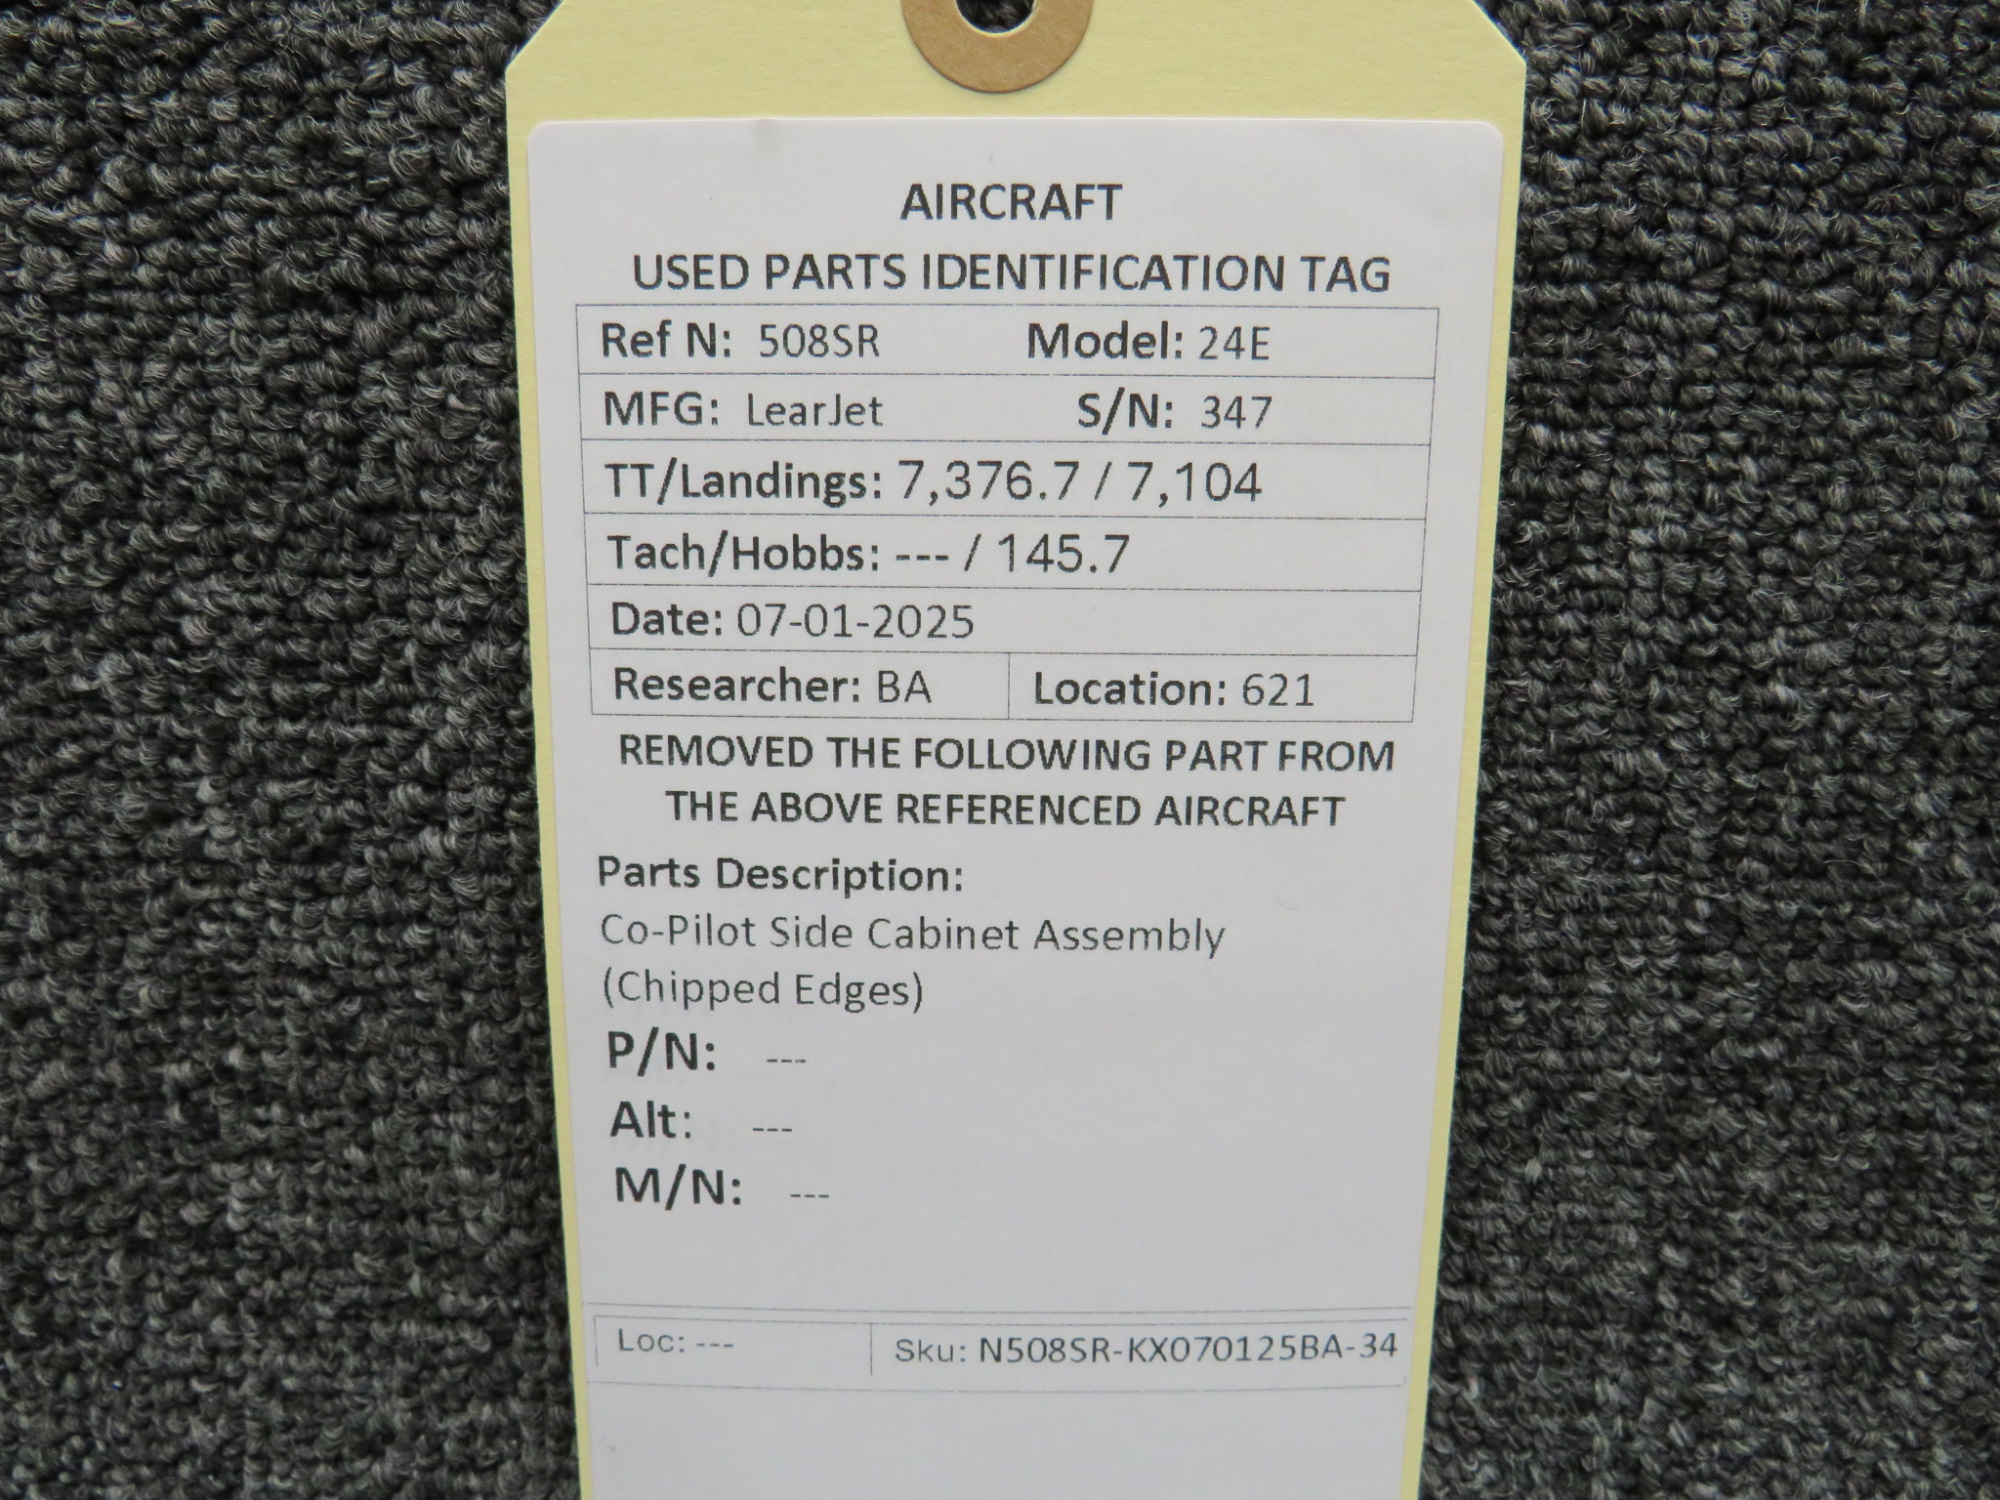 AIRCRAFT
USED PARTS IDENTIFICATION TAG
Ref N: 508SR Model: 24E
MFG: LearJet S/N: 347
TT/Landings: 7,376.7 / 7,104
Tach/Hobbs: --- / 145.7
Date: 07-01-2025
Researcher: BA Location: 621
REMOVED THE FOLLOWING PART FROM
THE ABOVE REFERENCED AIRCRAFT
Parts Description:
Co-Pilot Side Cabinet Assembly
(Chipped Edges)
P/N: ---
Alt: ---
M/N: ---
Loc: --- Sku: N508SR-KX070125BA-34